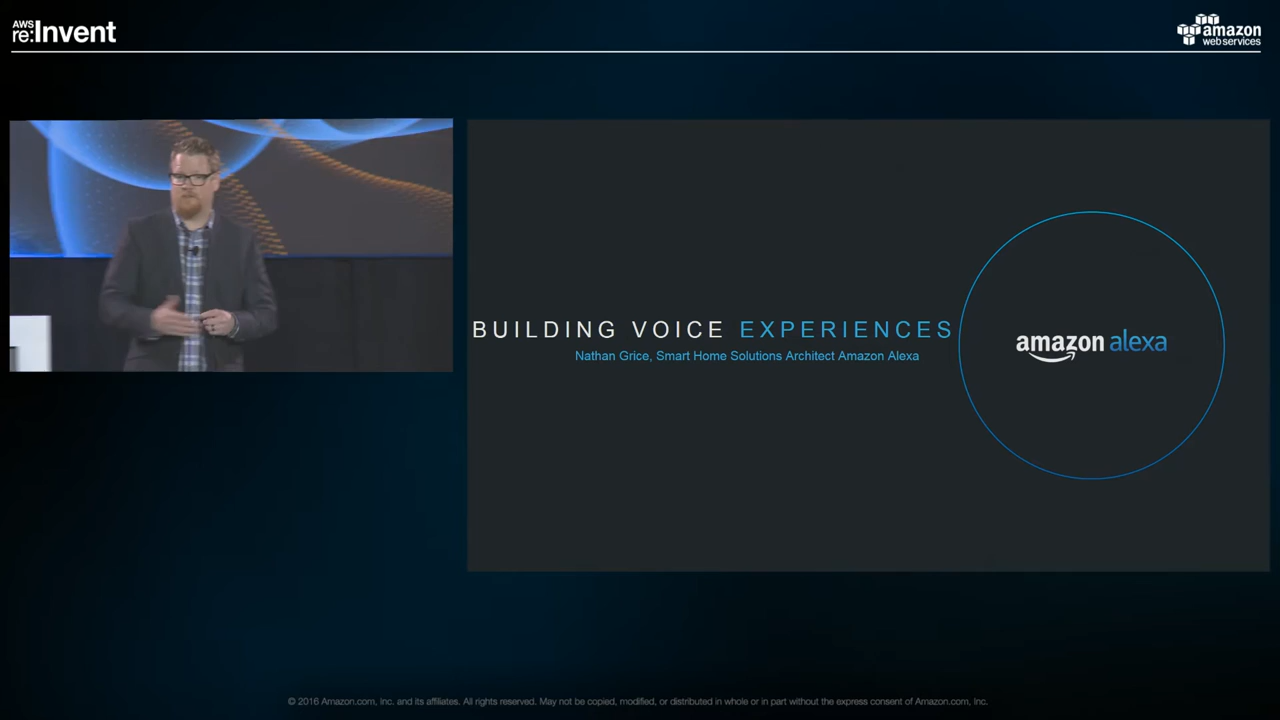 AWS
re:Invent
amazon
web services
BUILDING VOICE EXPERIENCES
Nathan Grice, Smart Home Solutions Architect Amazon Alexa
amazon alexa
© 2016 Amazon.com, Inc. and its affiliates. All rights reserved. May not be copied, modified, or distributed in whole or in part without the express consent of Amazon.com, Inc.